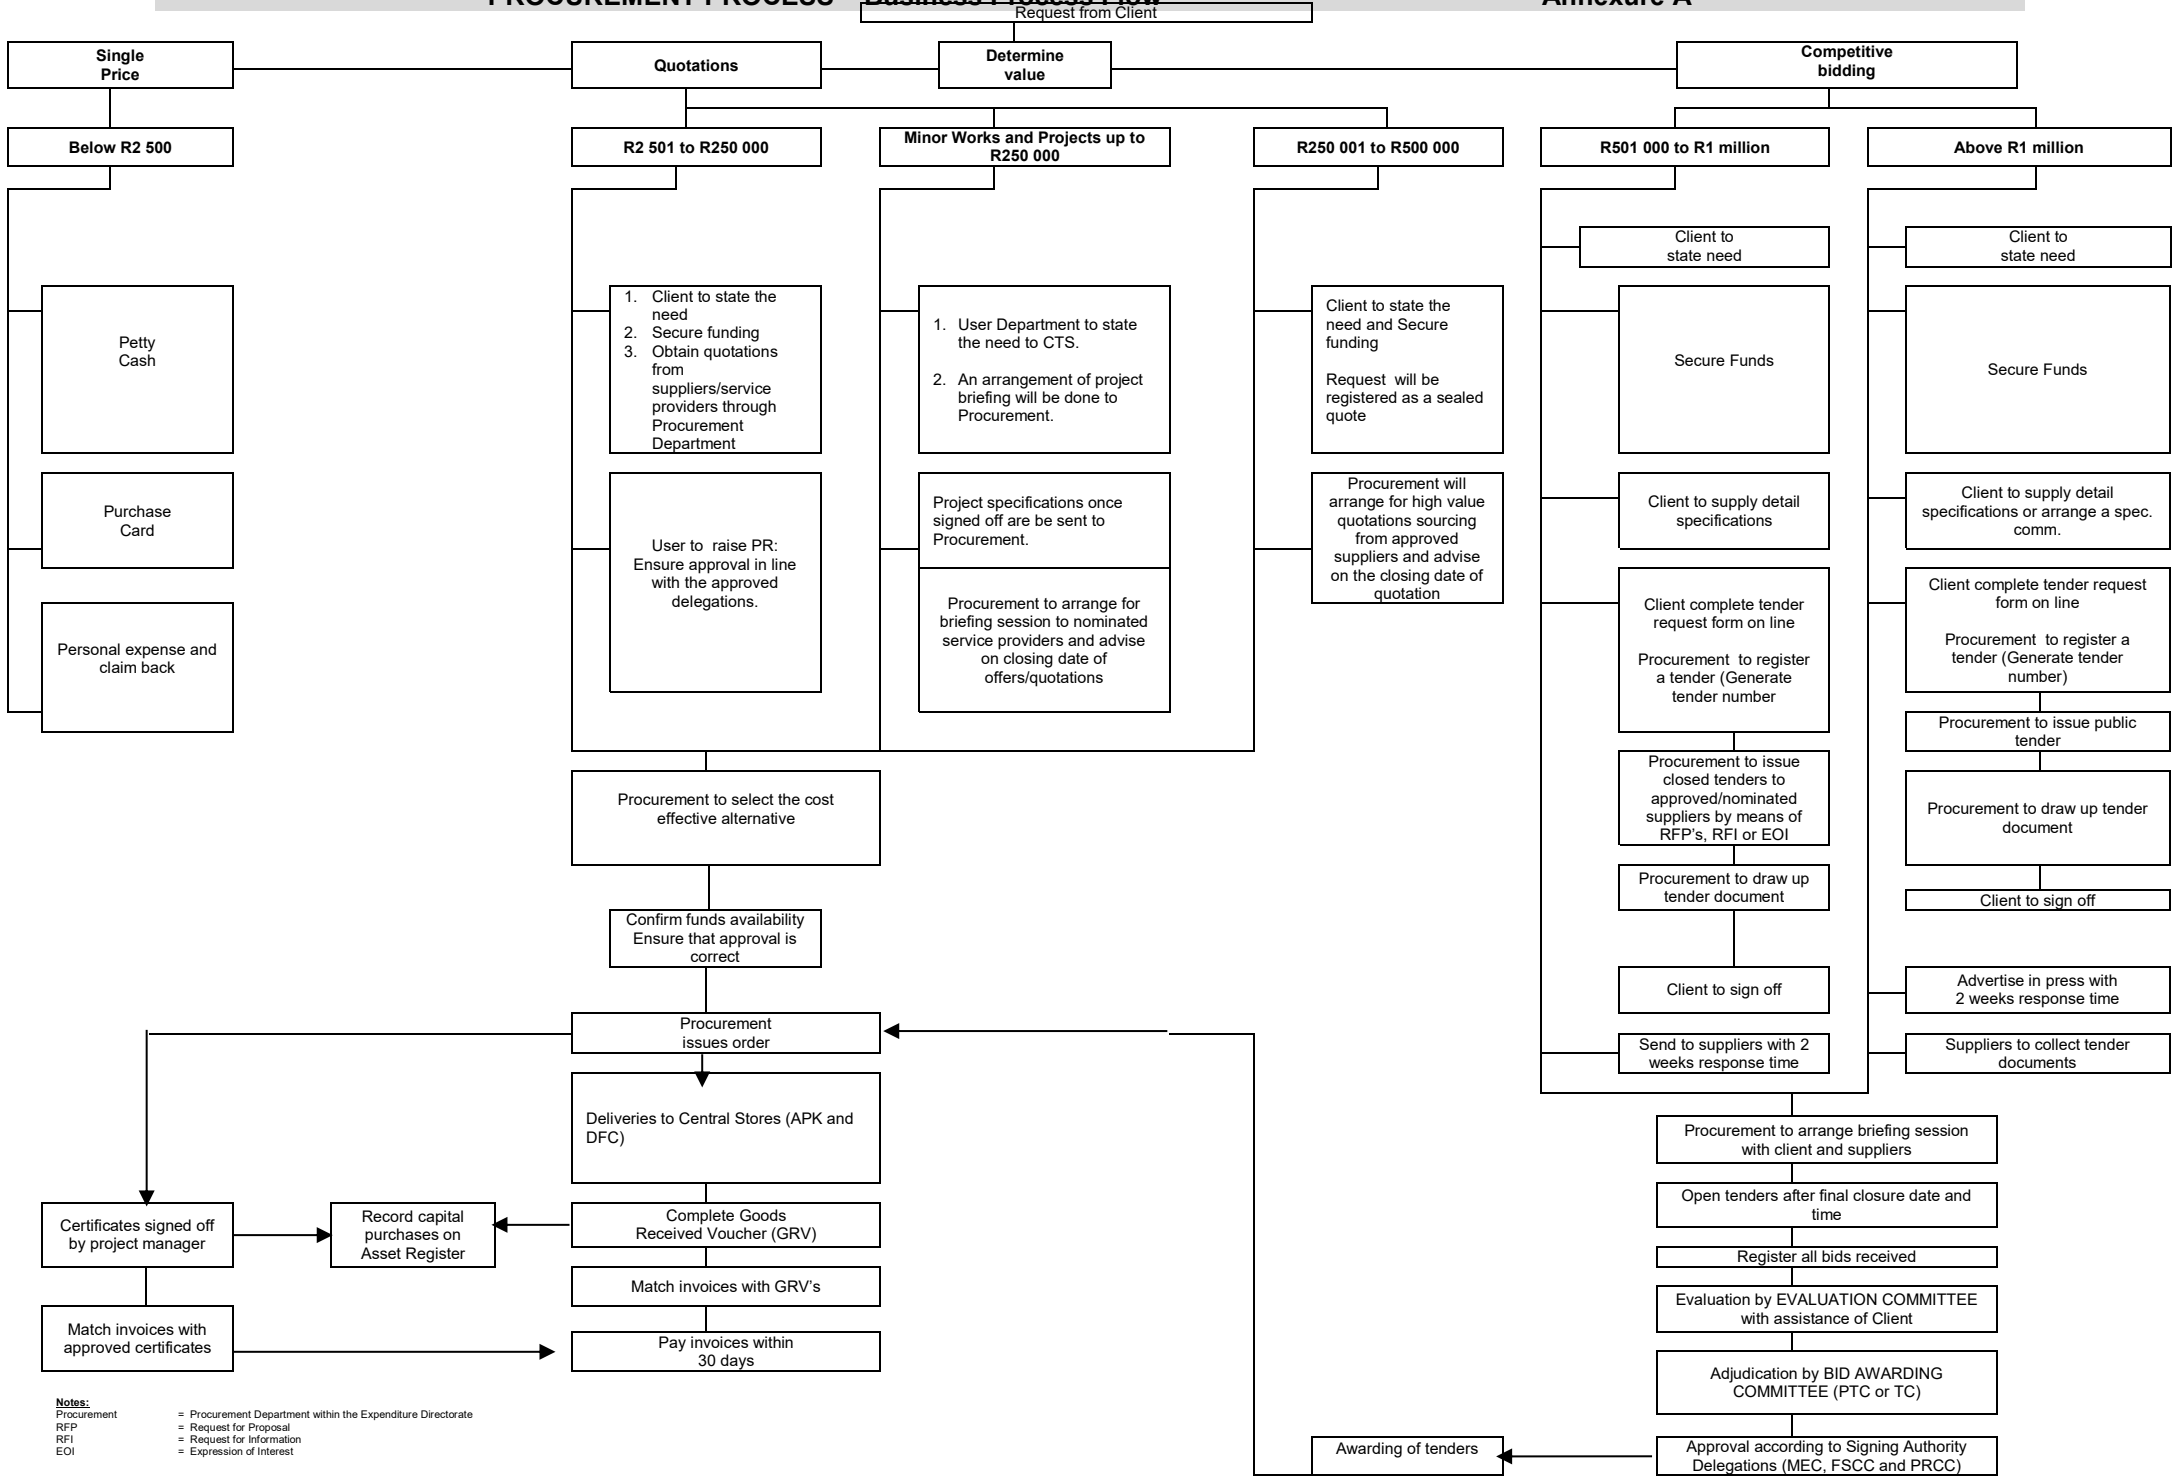 PROCUREMENT PROCESS – Business Process Flow Annexure A
Request from Client
Single
Price
Quotations
Determine
value
Competitive
bidding
Below R2 500
R2 501 to R250 000
Minor Works and Projects up to
R250 000
R250 001 to R500 000
R501 000 to R1 million
Above R1 million
Petty
Cash
Purchase
Card
Personal expense and
claim back
1. Client to state the
need
2. Secure funding
3. Obtain quotations
from
suppliers/service
providers through
Procurement
Department
User to raise PR:
Ensure approval in line
with the approved
delegations.
1. User Department to state
the need to CTS.
2. An arrangement of project
briefing will be done to
Procurement.
Project specifications once
signed off are be sent to
Procurement.
Procurement to arrange for
briefing session to nominated
service providers and advise
on closing date of
offers/quotations
Client to state the
need and Secure
funding
Request will be
registered as a sealed
quote
Procurement will
arrange for high value
quotations sourcing
from approved
suppliers and advise
on the closing date of
quotation
Client to
state need
Secure Funds
Client to supply detail
specifications
Client complete tender
request form on line
Procurement to register
a tender (Generate
tender number
Procurement to issue
closed tenders to
approved/nominated
suppliers by means of
RFP's, RFI or EOI
Procurement to draw up
tender document
Client to sign off
Send to suppliers with 2
weeks response time
Client to
state need
Secure Funds
Client to supply detail
specifications or arrange a spec.
comm.
Client complete tender request
form on line
Procurement to register a
tender (Generate tender
number)
Procurement to issue public
tender
Procurement to draw up tender
document
Client to sign off
Advertise in press with
2 weeks response time
Suppliers to collect tender
documents
Procurement to select the cost
effective alternative
Confirm funds availability
Ensure that approval is
correct
Procurement
issues order
Deliveries to Central Stores (APK and
DFC)
Complete Goods
Received Voucher (GRV)
Match invoices with GRV's
Pay invoices within
30 days
Certificates signed off
by project manager
Record capital
purchases on
Asset Register
Match invoices with
approved certificates
Procurement to arrange briefing session
with client and suppliers
Open tenders after final closure date and
time
Register all bids received
Evaluation by EVALUATION COMMITTEE
with assistance of Client
Adjudication by BID AWARDING
COMMITTEE (PTC or TC)
Approval according to Signing Authority
Delegations (MEC, FSCC and PRCC)
Awarding of tenders
Notes:
Procurement = Procurement Department within the Expenditure Directorate
RFP = Request for Proposal
RFI = Request for Information
EOI = Expression of Interest